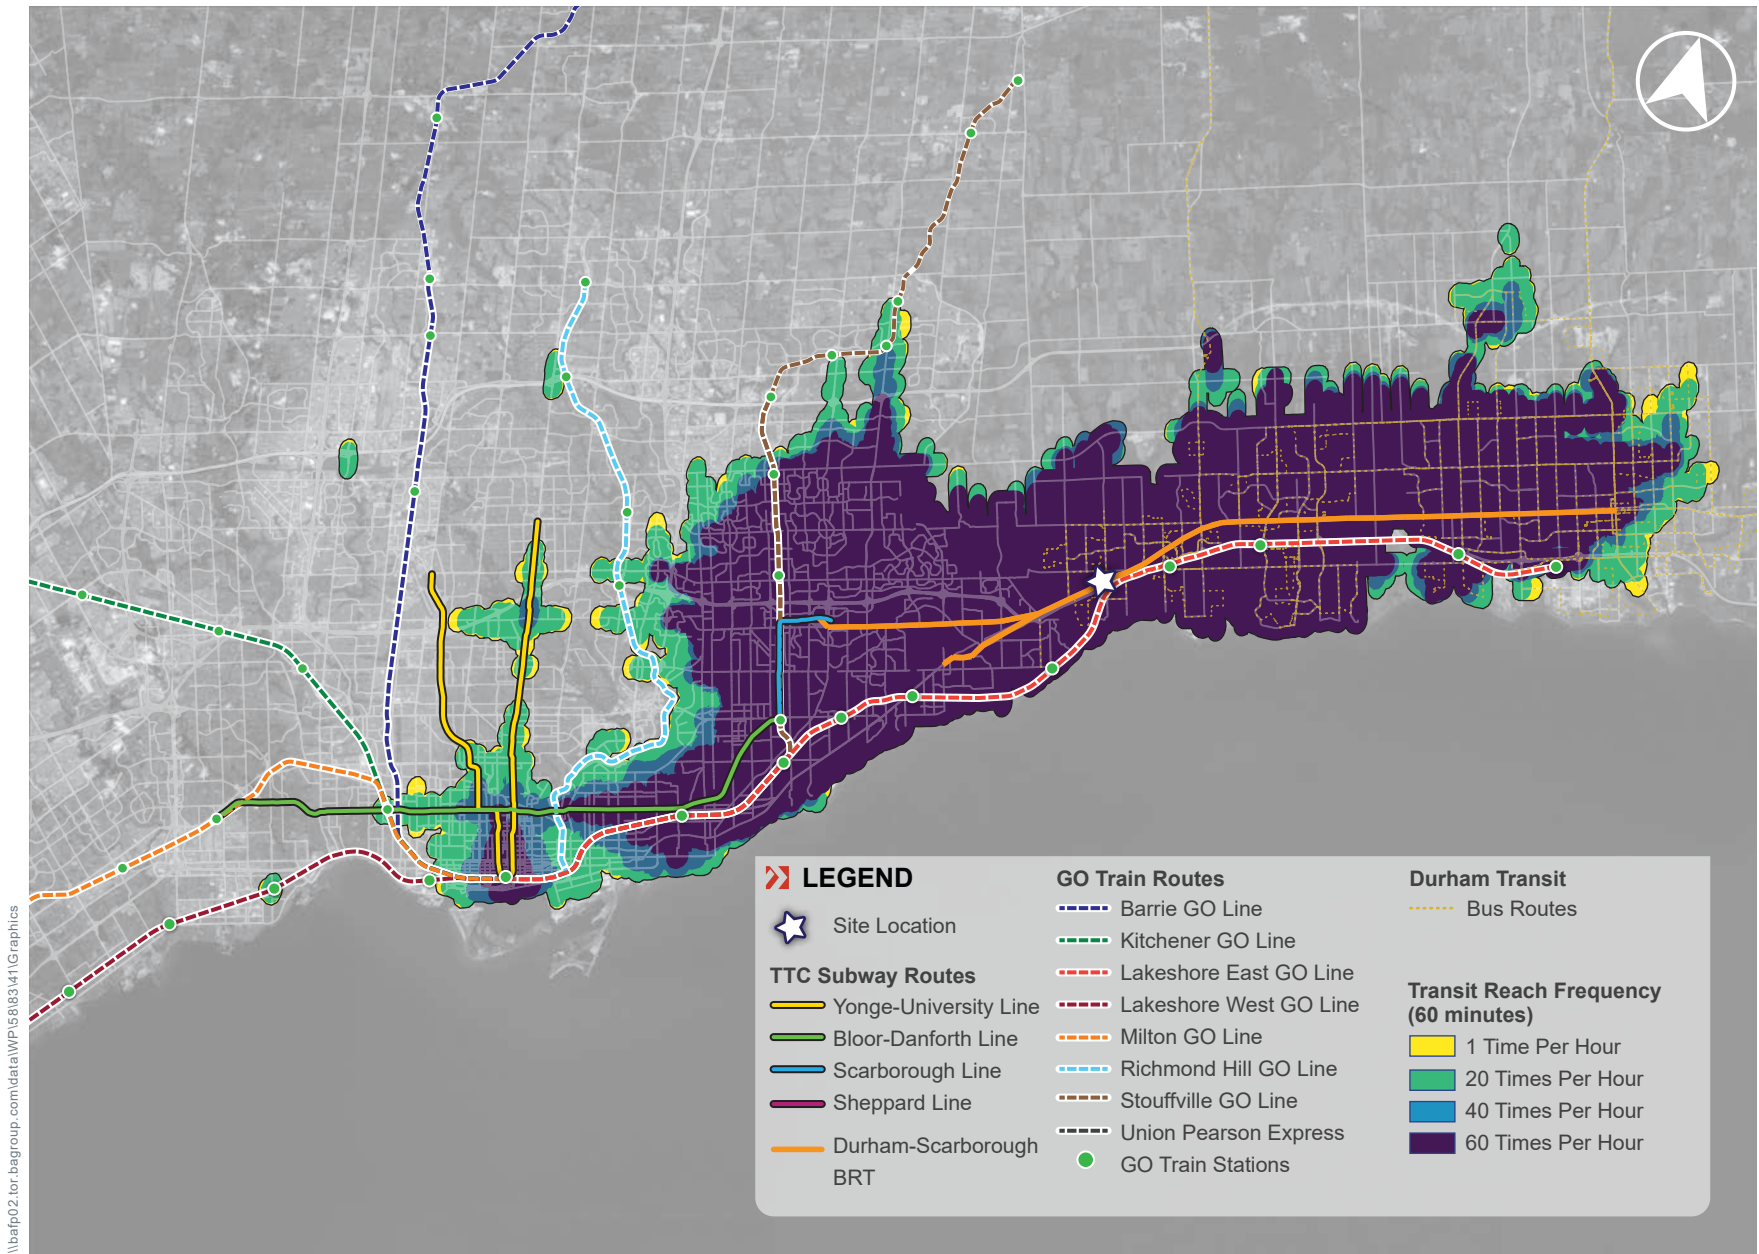 \\bafp02.tor.bagroup.com\data\WP\58\83\41\Graphics
LEGEND
Site Location
TTC Subway Routes
Yonge-University Line
Bloor-Danforth Line
Scarborough Line
Sheppard Line
Durham-Scarborough
BRT
GO Train Routes
Barrie GO Line
Kitchener GO Line
Lakeshore East GO Line
Lakeshore West GO Line
Milton GO Line
Richmond Hill GO Line
Stouffville GO Line
Union Pearson Express
GO Train Stations
Durham Transit
Bus Routes
Transit Reach Frequency
(60 minutes)
1 Time Per Hour
20 Times Per Hour
40 Times Per Hour
60 Times Per Hour